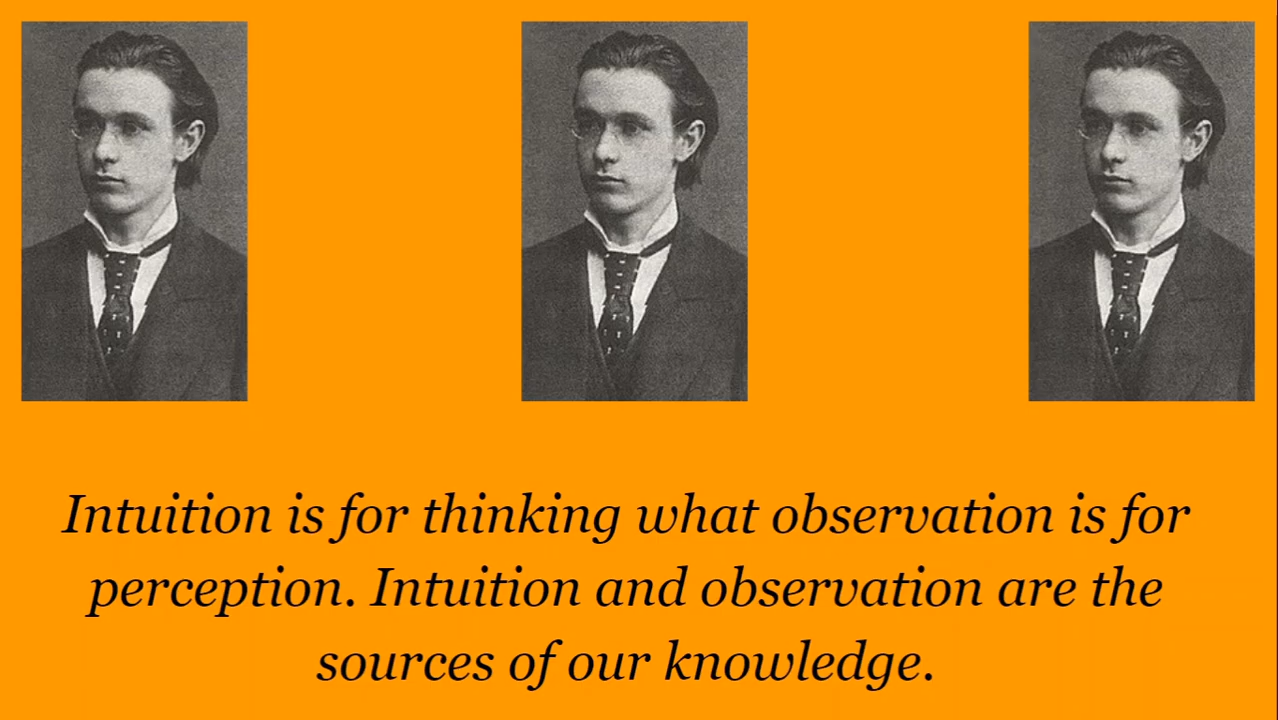 Intuition is for thinking what observation is for
perception. Intuition and observation are the
sources of our knowledge.